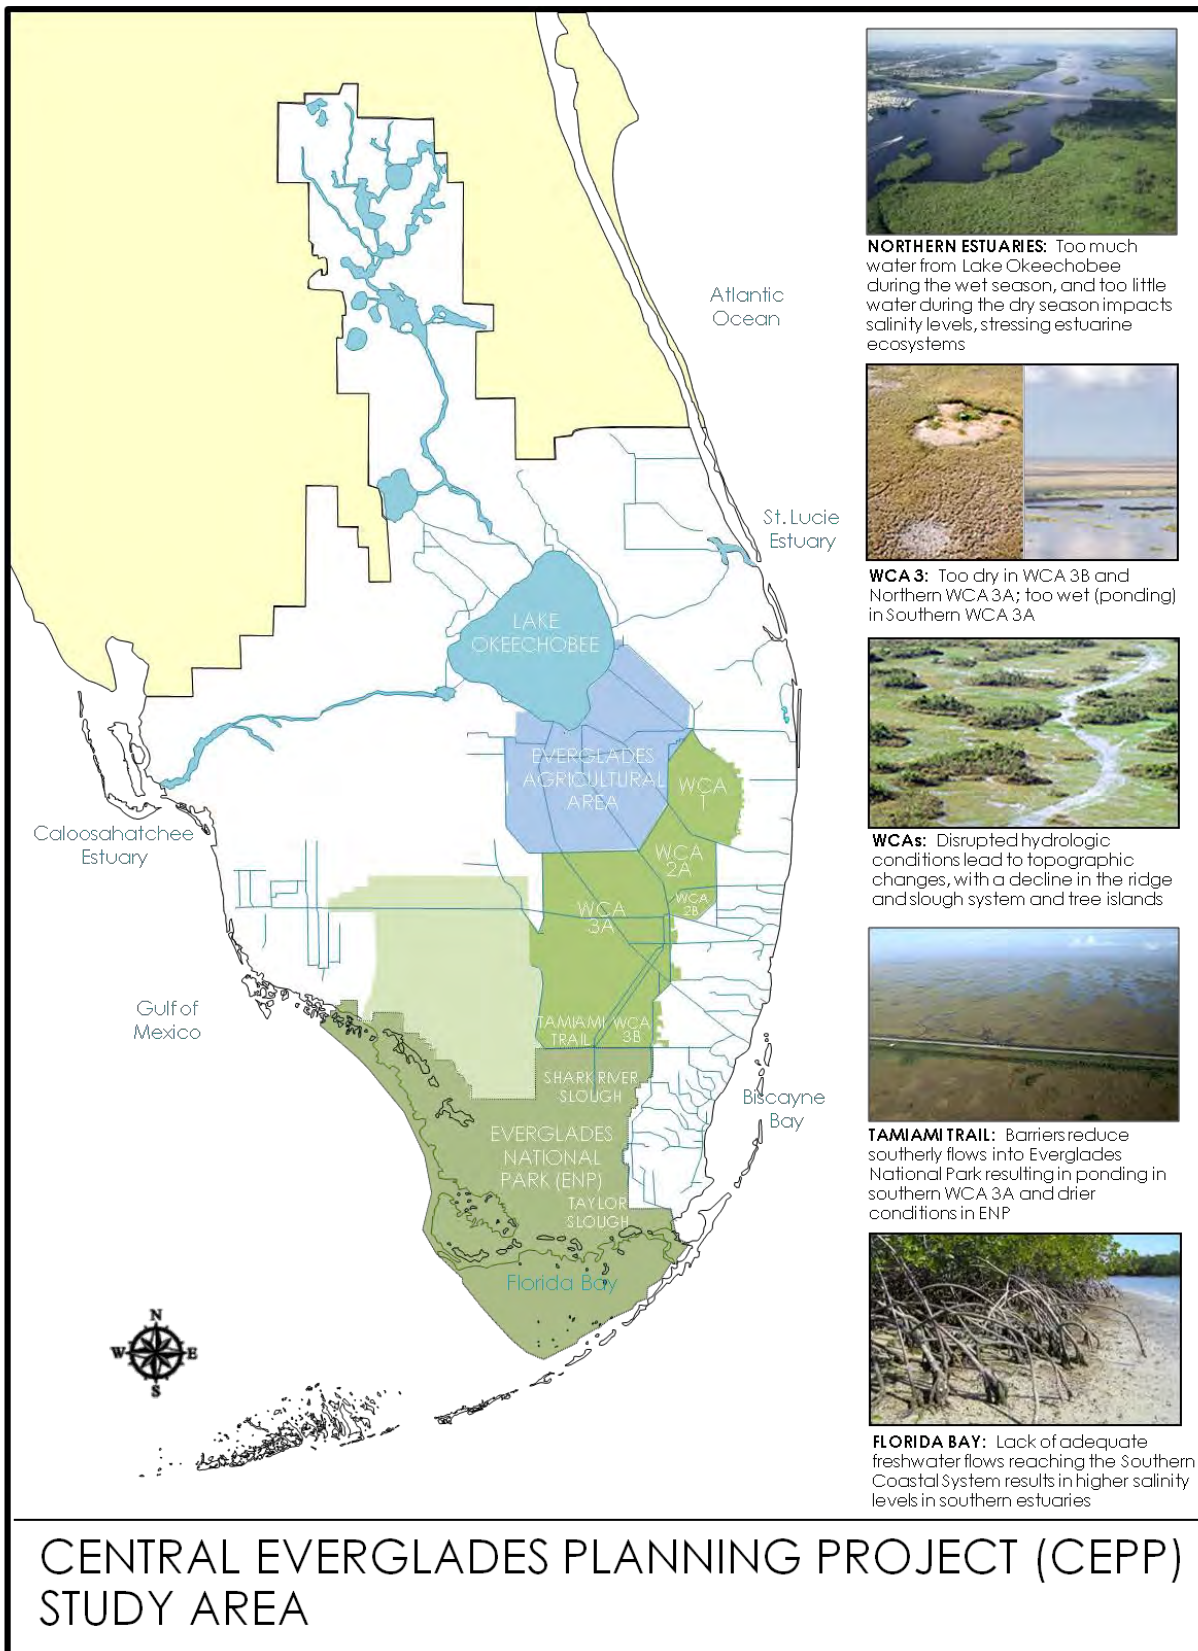 Atlantic
Ocean
St. Lucie
Estuary
LAKE
OKEECHOBEE
EVERGLADES
AGRICULTURAL
AREA
WCA
1
WCA
2A
WCA
2B
WCA
3A
Caloosahatchee
Estuary
Gulf of
Mexico
TAMIAMI
TRAIL
WCA
3B
SHARK RIVER
SLOUGH
Biscayne
Bay
EVERGLADES
NATIONAL
PARK (ENP)
TAYLOR
SLOUGH
Florida Bay
N
W
E
S
NORTHERN ESTUARIES: Too much
water from Lake Okeechobee
during the wet season, and too little
water during the dry season impacts
salinity levels, stressing estuarine
ecosystems
WCA 3: Too dry in WCA 3B and
Northern WCA 3A; too wet (ponding)
in Southern WCA 3A
WCAs: Disrupted hydrologic
conditions lead to topographic
changes, with a decline in the ridge
and slough system and tree islands
TAMIAMI TRAIL: Barriers reduce
southerly flows into Everglades
National Park resulting in ponding in
southern WCA 3A and drier
conditions in ENP
FLORIDA BAY: Lack of adequate
freshwater flows reaching the Southern
Coastal System results in higher salinity
levels in southern estuaries
CENTRAL EVERGLADES PLANNING PROJECT (CEPP)
STUDY AREA